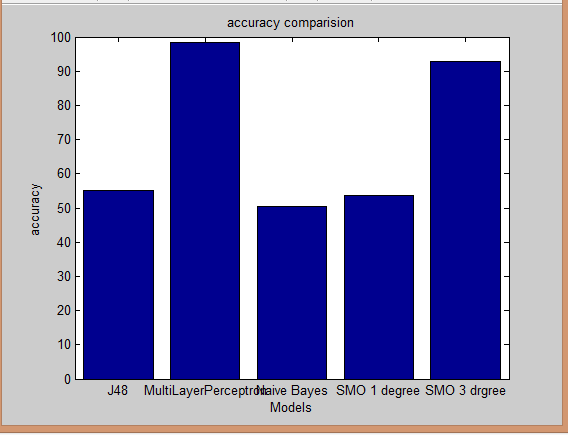 accuracy comparision
100
90
80
70
60
50
40
30
20
10
0
accuracy
J48 MultiLayerPerceptron Naive Bayes SMO 1 degree SMO 3 drgree
Models